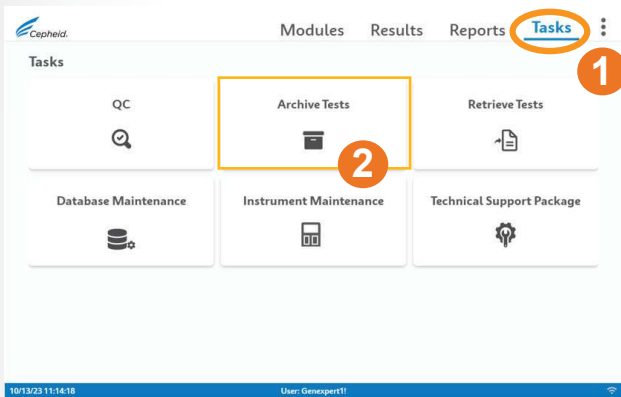 Cepheid.
Modules Results Reports Tasks
1
Tasks
QC Archive Tests Retrieve Tests
2
Database Maintenance Instrument Maintenance Technical Support Package
10/13/23 11:14:18 User: Genexpert1!